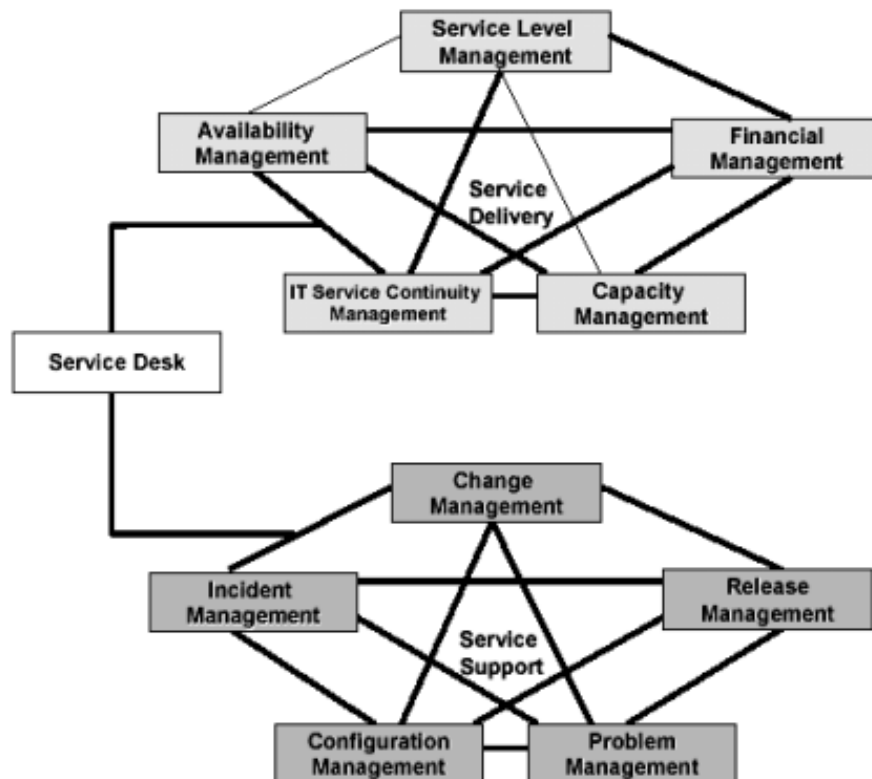 Service Level
Management
Availability
Management
Financial
Management
Service
Delivery
IT Service Continuity
Management
Capacity
Management
Service Desk
Change
Management
Incident
Management
Release
Management
Service
Support
Configuration
Management
Problem
Management